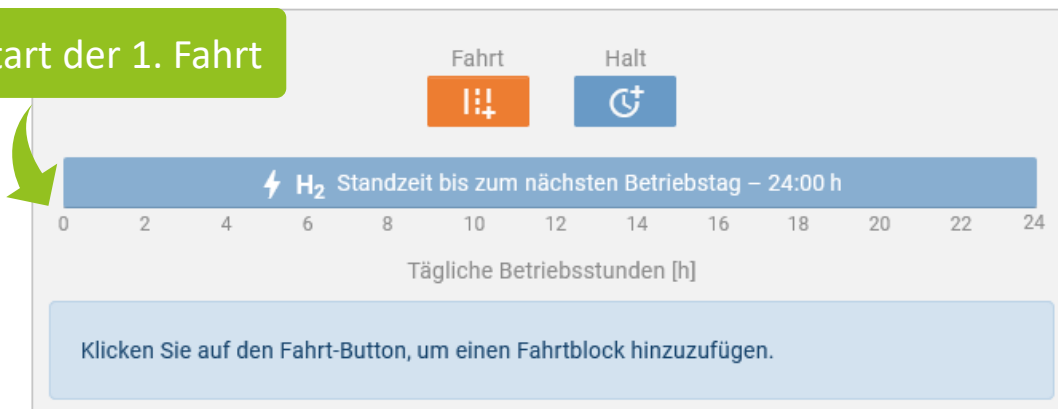 tart der 1. Fahrt
Fahrt Halt
H₂ Standzeit bis zum nächsten Betriebstag – 24:00 h
0 2 4 6 8 10 12 14 16 18 20 22 24
Tägliche Betriebsstunden [h]
Klicken Sie auf den Fahrt-Button, um einen Fahrtblock hinzuzufügen.